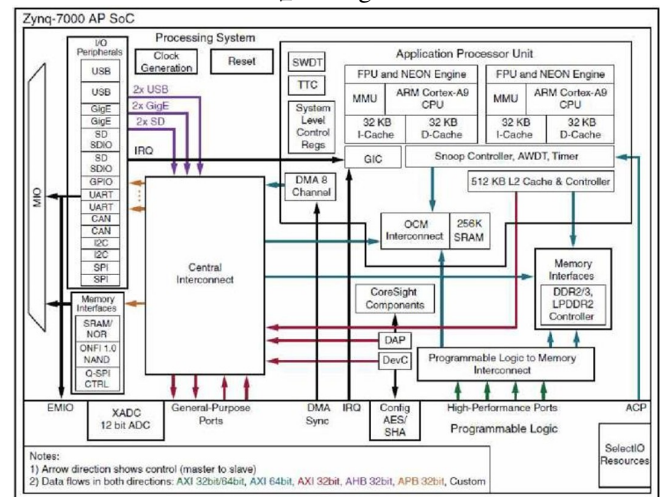 Zynq-7000 AP SoC
Processing System
I/O
Peripherals
USB
USB
GigE
GigE
SD
SDIO
SD
SDIO
GPIO
UART
UART
CAN
CAN
I2C
I2C
SPI
SPI
MIO
Memory
Interfaces
SRAM/
NOR
ONFI 1.0
NAND
Q-SPI
CTRL
Clock
Generation
Reset
2x USB
2x GigE
2x SD
IRQ
Central
Interconnect
SWDT
TTC
System
Level
Control
Regs
DMA 8
Channel
Application Processor Unit
FPU and NEON Engine
MMU
ARM Cortex-A9
CPU
32 KB
I-Cache
32 KB
D-Cache
FPU and NEON Engine
MMU
ARM Cortex-A9
CPU
32 KB
I-Cache
32 KB
D-Cache
GIC
Snoop Controller, AWDT, Timer
512 KB L2 Cache & Controller
OCM
Interconnect
256K
SRAM
Memory
Interfaces
DDR2/3,
LPDDR2
Controller
CoreSight
Components
DAP
DevC
Programmable Logic to Memory
Interconnect
EMIO
XADC
12 bit ADC
General-Purpose
Ports
DMA
Sync
IRQ
Config
AES/
SHA
High-Performance Ports
ACP
Programmable Logic
SelectIO
Resources
Notes:
1) Arrow direction shows control (master to slave)
2) Data flows in both directions: AXI 32bit/64bit, AXI 64bit, AXI 32bit, AHB 32bit, APB 32bit, Custom